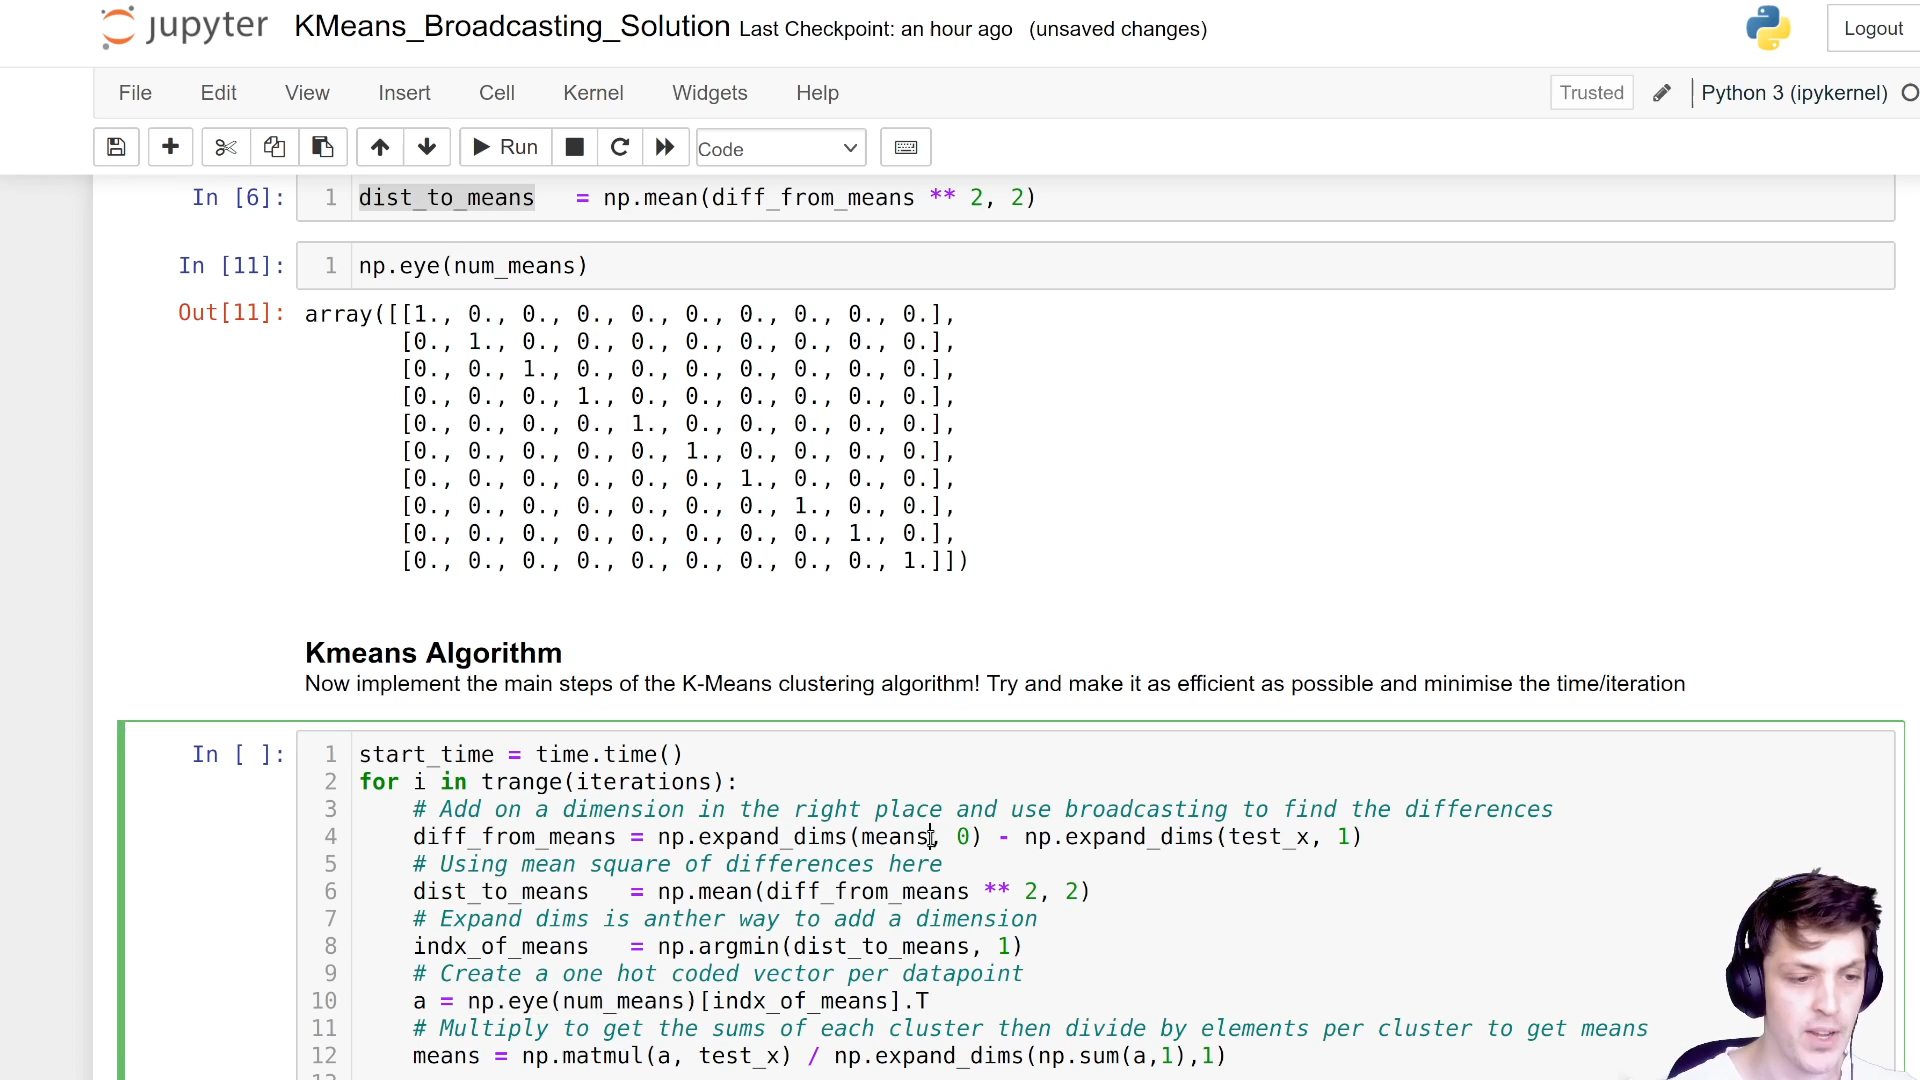 jupyter KMeans_Broadcasting_Solution Last Checkpoint: an hour ago (unsaved changes) Logout
File Edit View Insert Cell Kernel Widgets Help Trusted Python 3 (ipykernel)
Run Code
In [6]: 1 dist_to_means = np.mean(diff_from_means ** 2, 2)
In [11]: 1 np.eye(num_means)
Out[11]: array([[1., 0., 0., 0., 0., 0., 0., 0., 0., 0.],
[0., 1., 0., 0., 0., 0., 0., 0., 0., 0.],
[0., 0., 1., 0., 0., 0., 0., 0., 0., 0.],
[0., 0., 0., 1., 0., 0., 0., 0., 0., 0.],
[0., 0., 0., 0., 1., 0., 0., 0., 0., 0.],
[0., 0., 0., 0., 0., 1., 0., 0., 0., 0.],
[0., 0., 0., 0., 0., 0., 1., 0., 0., 0.],
[0., 0., 0., 0., 0., 0., 0., 1., 0., 0.],
[0., 0., 0., 0., 0., 0., 0., 0., 1., 0.],
[0., 0., 0., 0., 0., 0., 0., 0., 0., 1.]])
Kmeans Algorithm
Now implement the main steps of the K-Means clustering algorithm! Try and make it as efficient as possible and minimise the time/iteration
In [ ]: 1 start_time = time.time()
2 for i in trange(iterations):
3 # Add on a dimension in the right place and use broadcasting to find the differences
4 diff_from_means = np.expand_dims(means, 0) - np.expand_dims(test_x, 1)
5 # Using mean square of differences here
6 dist_to_means = np.mean(diff_from_means ** 2, 2)
7 # Expand dims is anther way to add a dimension
8 indx_of_means = np.argmin(dist_to_means, 1)
9 # Create a one hot coded vector per datapoint
10 a = np.eye(num_means)[indx_of_means].T
11 # Multiply to get the sums of each cluster then divide by elements per cluster to get means
12 means = np.matmul(a, test_x) / np.expand_dims(np.sum(a,1),1)